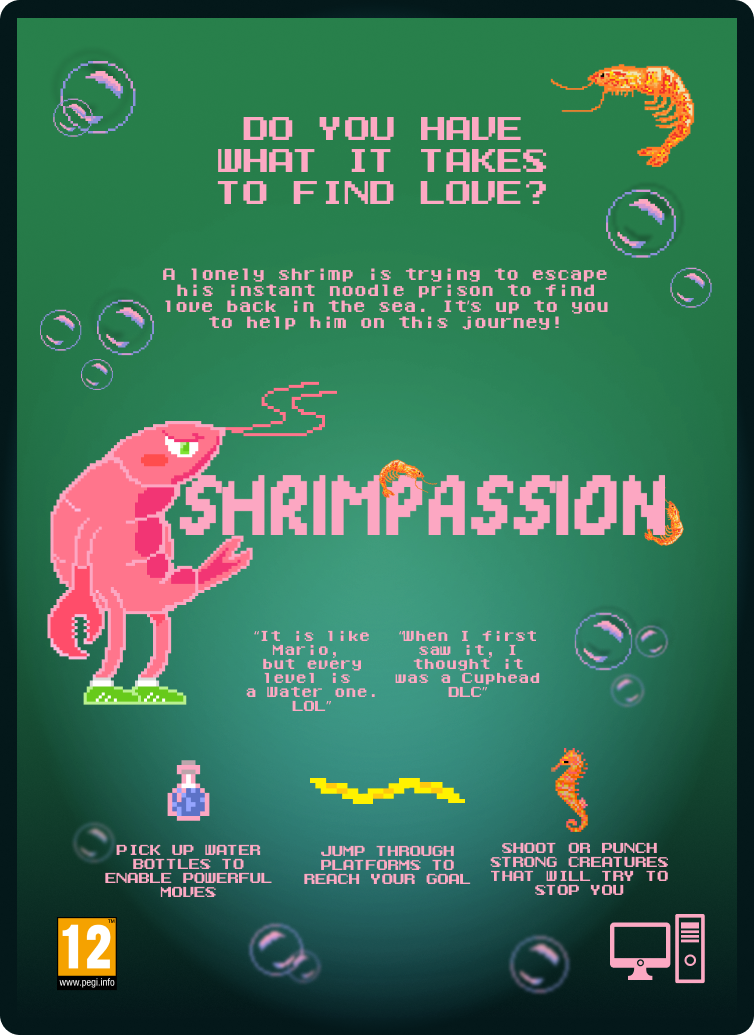 DO YOU HAVE
WHAT IT TAKES
TO FIND LOVE?
A lonely shrimp is trying to escape
his instant noodle prison to find
love back in the sea. It's up to you
to help him on this journey!
SHRIMPASSION
"It is like
Mario,
but every
level is
a Water one.
LOL"
"When I first
saw it, I
thought it
was a Cuphead
DLC"
PICK UP WATER
BOTTLES TO
ENABLE POWERFUL
MOVES
JUMP THROUGH
PLATFORMS TO
REACH YOUR GOAL
SHOOT OR PUNCH
STRONG CREATURES
THAT WILL TRY TO
STOP YOU
12
TM
www.pegi.info